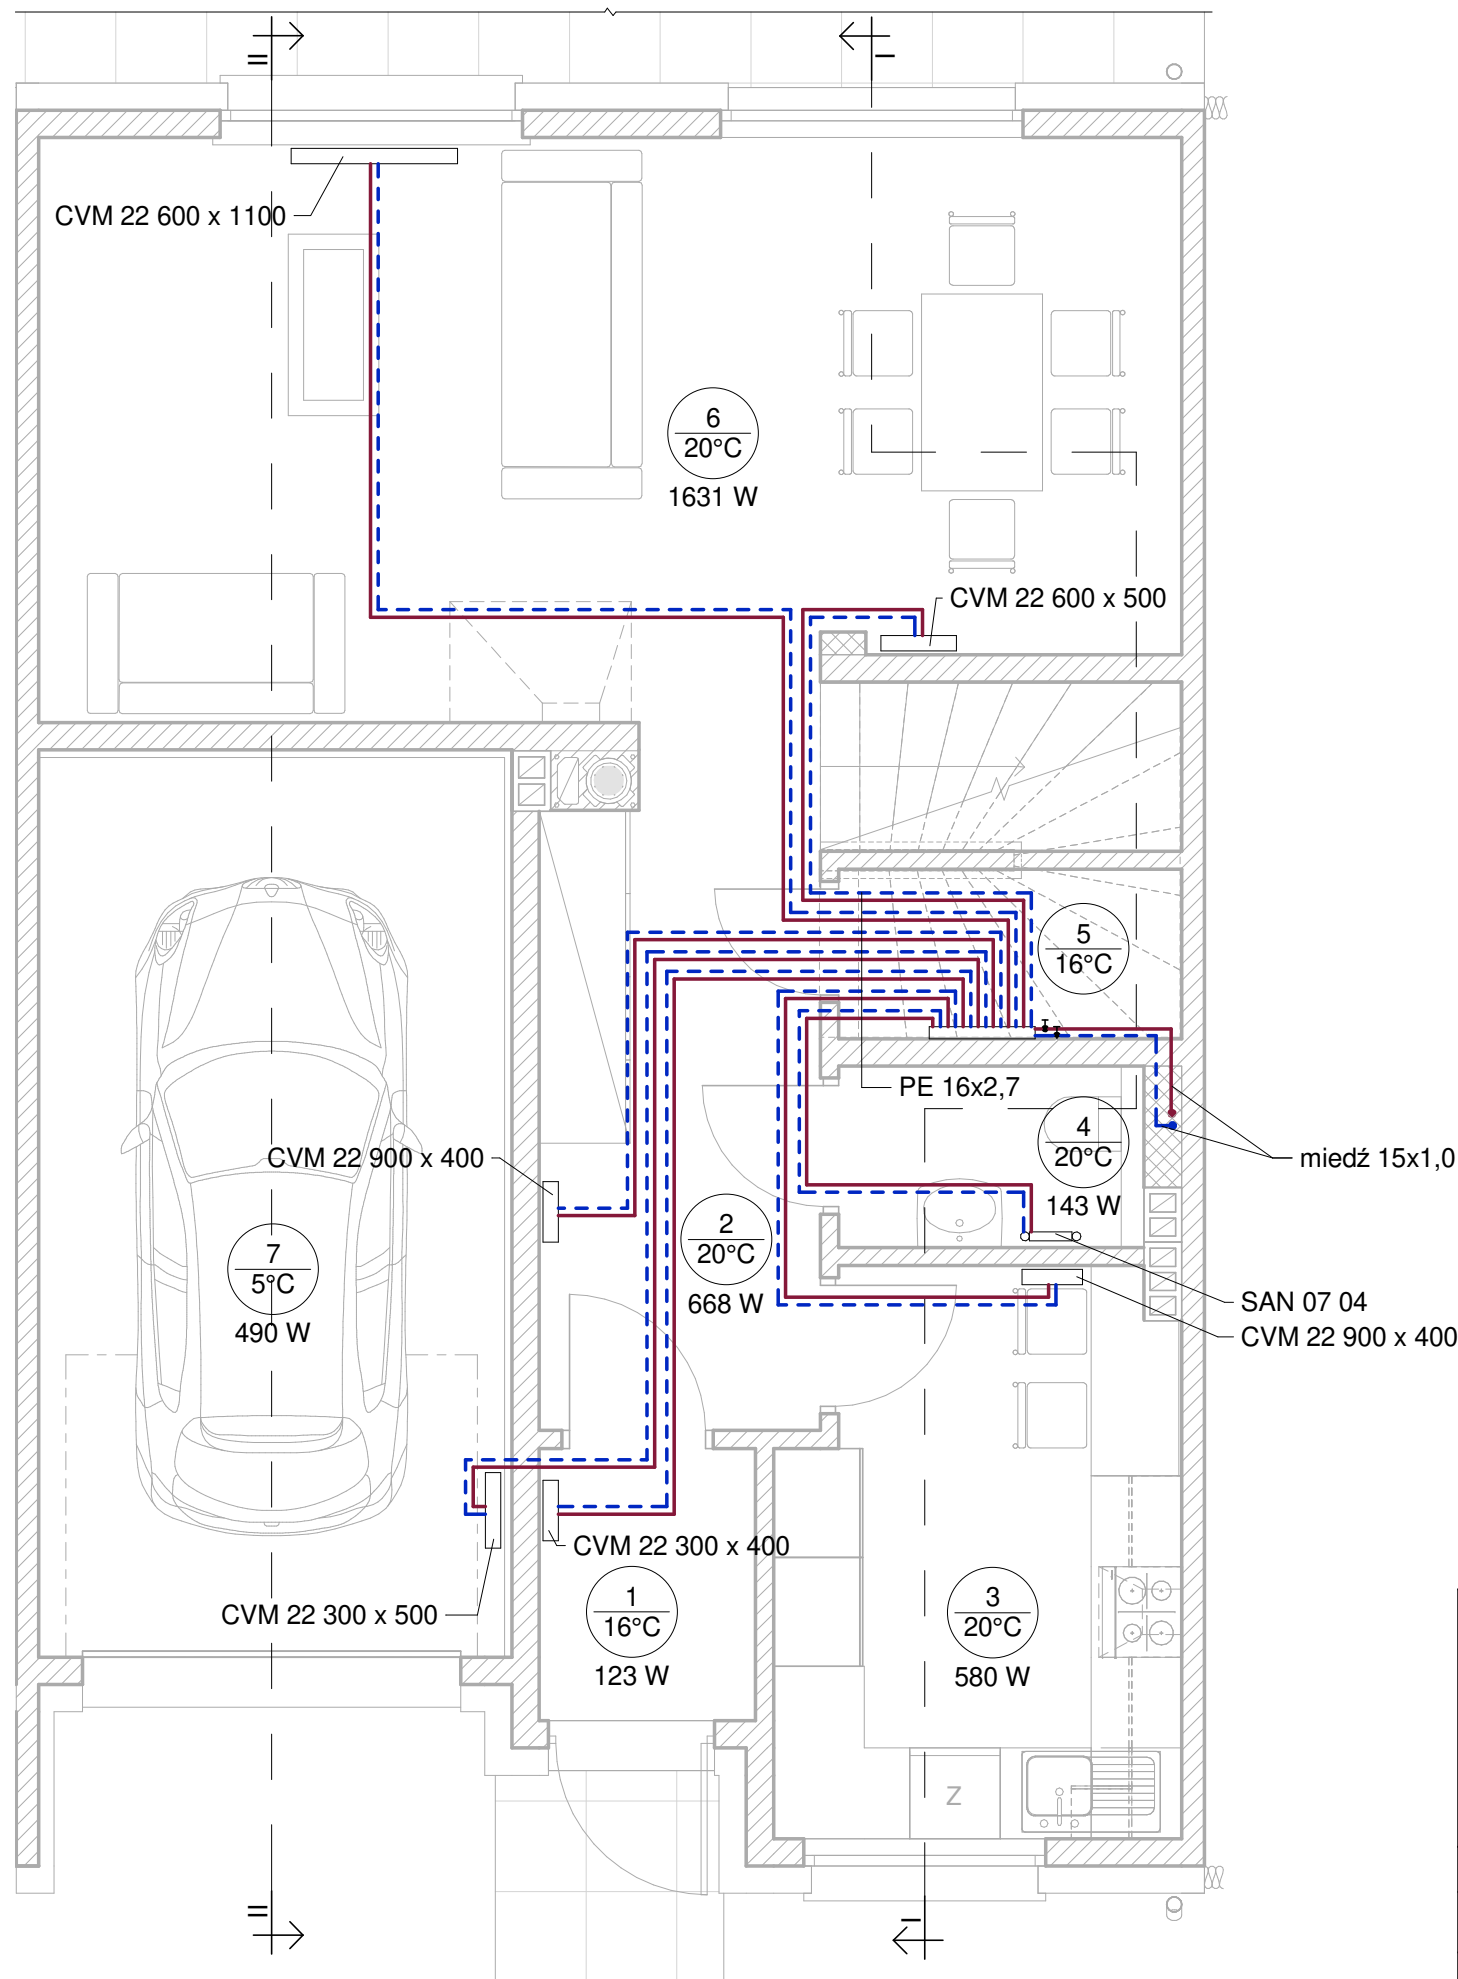 II
I
CVM 22 600 x 1100
6
20°C
1631 W
CVM 22 600 x 500
5
16°C
PE 16x2,7
4
20°C
143 W
miedź 15x1,0
CVM 22 900 x 400
2
20°C
668 W
7
5°C
490 W
SAN 07 04
CVM 22 900 x 400
CVM 22 300 x 400
CVM 22 300 x 500
1
16°C
123 W
3
20°C
580 W
Z
II
I